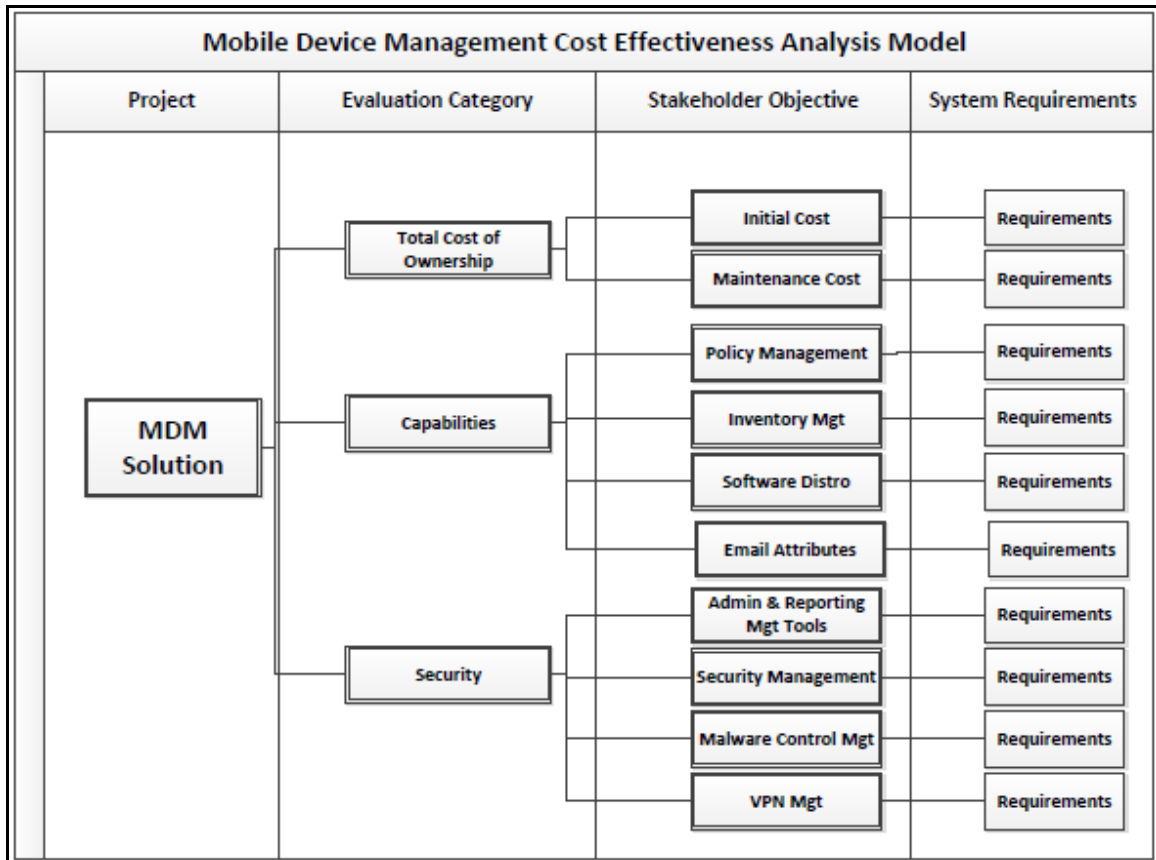 Mobile Device Management Cost Effectiveness Analysis Model
Project
Evaluation Category
Stakeholder Objective
System Requirements
MDM
Solution
Total Cost of
Ownership
Initial Cost
Requirements
Maintenance Cost
Requirements
Capabilities
Policy Management
Requirements
Inventory Mgt
Requirements
Software Distro
Requirements
Email Attributes
Requirements
Security
Admin & Reporting
Mgt Tools
Requirements
Security Management
Requirements
Malware Control Mgt
Requirements
VPN Mgt
Requirements